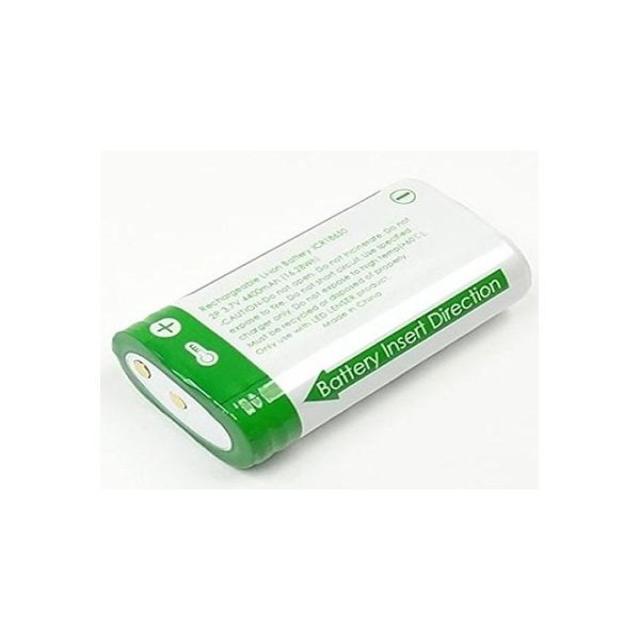 Rechargeable Li-ion Battery ICR18650
2P 3.7V 4400mAh (16.28Wh)
-CAUTION-Do not open. Do not incinerate. Do not
expose to fire. Do not short circuit. Use specified
charger only. Do not expose to high temp(>60°C).
Must be recycled or disposed of properly.
Only use with LED LENSER product
Made in China
Battery Insert Direction